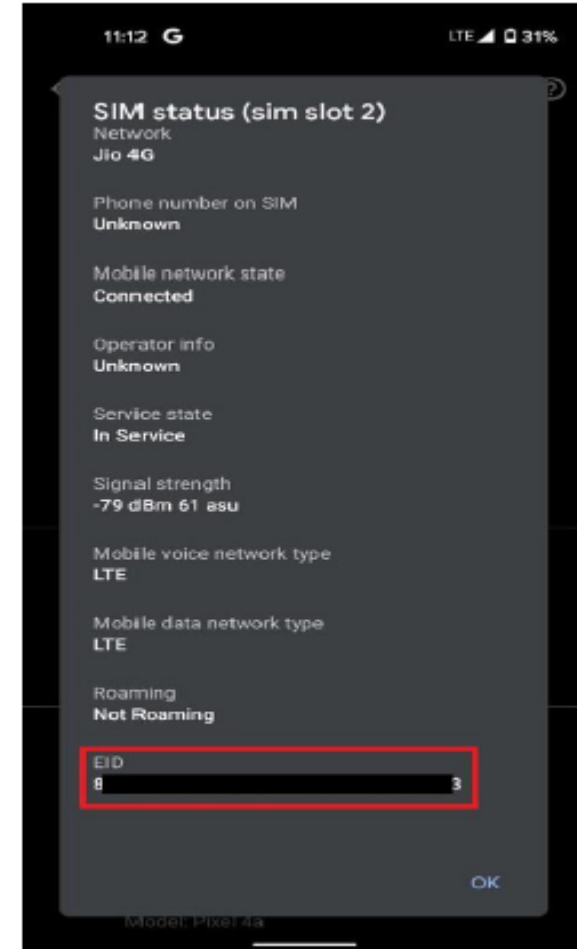 11:12 G LTE 31%
SIM status (sim slot 2)
Network
Jio 4G
Phone number on SIM
Unknown
Mobile network state
Connected
Operator info
Unknown
Service state
In Service
Signal strength
-79 dBm 61 asu
Mobile voice network type
LTE
Mobile data network type
LTE
Roaming
Not Roaming
EID
8 3
OK
Model: Pixel 4a